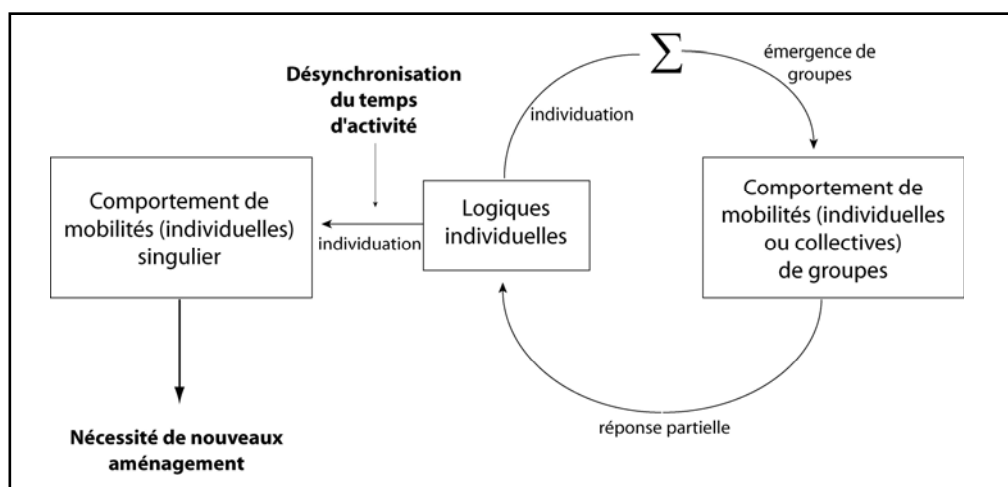 Désynchronisation
du temps
d'activité
Σ
émergence de
groupes
individuation
Comportement de
mobilités (individuelles)
singulier
individuation
Logiques
individuelles
Comportement de
mobilités (individuelles
ou collectives)
de groupes
réponse partielle
Nécessité de nouveaux
aménagement